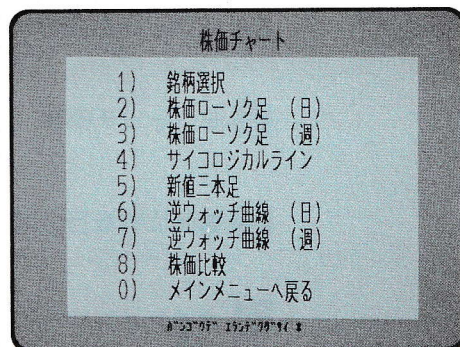 株価チャート
1) 銘柄選択
2) 株価ローソク足 (日)
3) 株価ローソク足 (週)
4) サイコロジカルライン
5) 新値三本足
6) 逆ウォッチ曲線 (日)
7) 逆ウォッチ曲線 (週)
8) 株価比較
0) メインメニューへ戻る
バンゴウデ エランデクダサイ